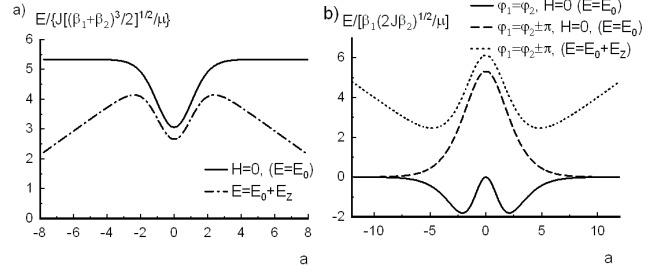 a)
E/{J[(β₁+β₂)³/2]^1/2/μ}
6
5
4
3
2
1
0
-8 -6 -4 -2 0 2 4 6 8
a
H=0, (E=E₀)
E=E₀+E_Z
b)
E/[β₁(2Jβ₂)^1/2/μ]
φ₁=φ₂, H=0 (E=E₀)
φ₁=φ₂±π, H=0, (E=E₀)
φ₁=φ₂±π, (E=E₀+E_Z)
6
4
2
0
-2
-10 -5 0 5 10
a